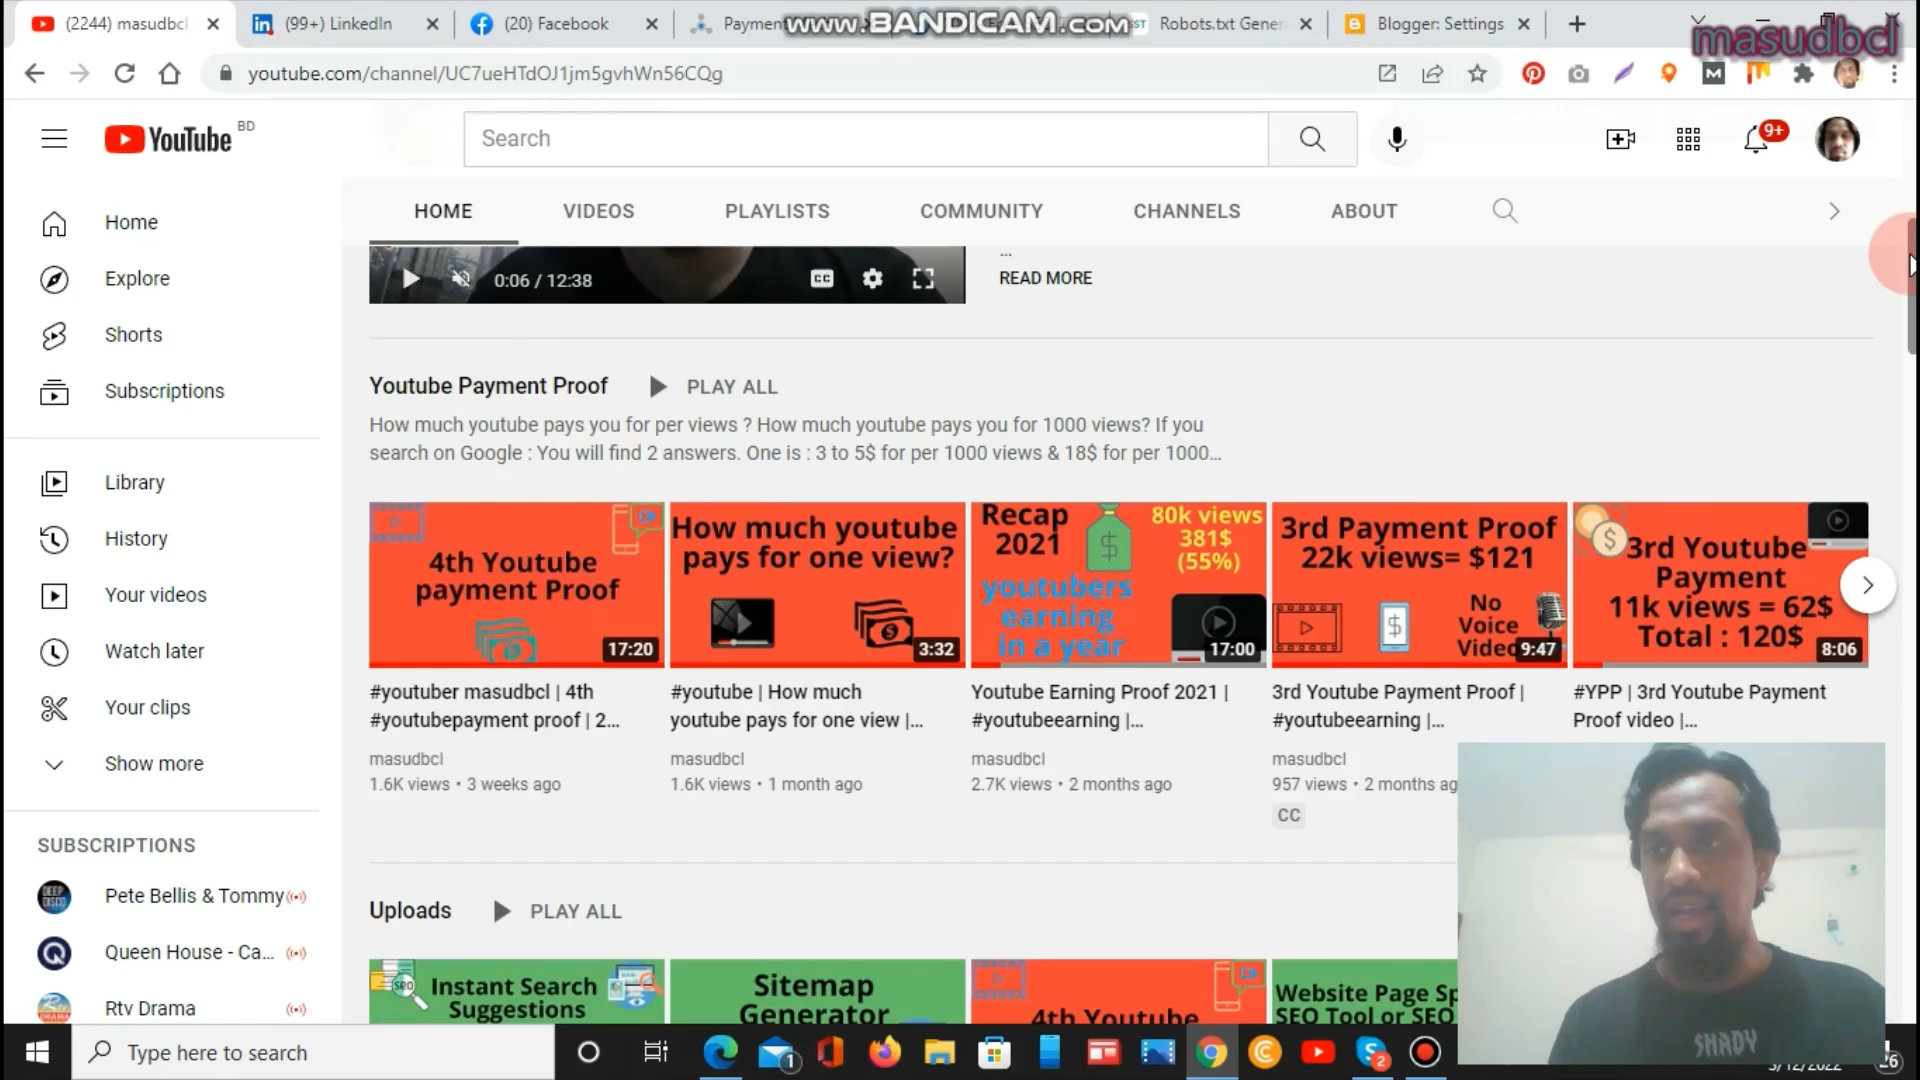 (2244) masudbcl
(99+) LinkedIn
(20) Facebook
Payment
www.BANDICAM.com
Robots.txt Gener
Blogger: Settings
masudbcl
youtube.com/channel/UC7ueHTdOJ1jm5gvhWn56CQg
YouTube BD
Search
9+
HOME
VIDEOS
PLAYLISTS
COMMUNITY
CHANNELS
ABOUT
Home
Explore
Shorts
Subscriptions
Library
History
Your videos
Watch later
Your clips
Show more
SUBSCRIPTIONS
Pete Bellis & Tommy
Queen House - Ca...
Rtv Drama
0:06 / 12:38
CC
...
READ MORE
Youtube Payment Proof
PLAY ALL
How much youtube pays you for per views ? How much youtube pays you for 1000 views? If you
search on Google : You will find 2 answers. One is : 3 to 5$ for per 1000 views & 18$ for per 1000...
4th Youtube
payment Proof
17:20
How much youtube
pays for one view?
3:32
Recap
2021
80k views
381$
(55%)
youtubers
earning
in a year
17:00
3rd Payment Proof
22k views= $121
No
Voice
Video
9:47
3rd Youtube
Payment
11k views = 62$
Total : 120$
8:06
#youtuber masudbcl | 4th
#youtubepayment proof | 2...
masudbcl
1.6K views • 3 weeks ago
#youtube | How much
youtube pays for one view |...
masudbcl
1.6K views • 1 month ago
Youtube Earning Proof 2021 |
#youtubeearning |...
masudbcl
2.7K views • 2 months ago
3rd Youtube Payment Proof |
#youtubeearning |...
masudbcl
957 views • 2 months ag
CC
#YPP | 3rd Youtube Payment
Proof video |...
Uploads
PLAY ALL
seo
Instant Search
Suggestions
Sitemap
Generator
4th Youtube
Website Page Sp
SEO Tool or SEO
SHADY
Type here to search
1
2
3/12/2022
26